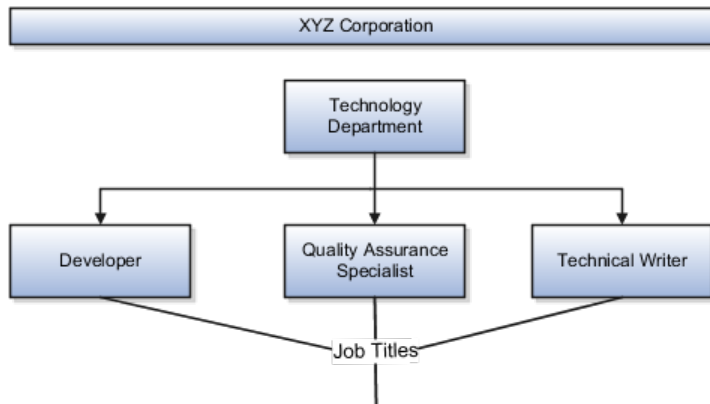 XYZ Corporation
Technology
Department
Developer
Quality Assurance
Specialist
Technical Writer
Job Titles